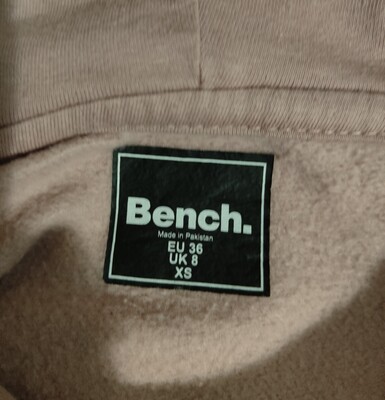 Bench.
Made in Pakistan
EU 36
UK 8
XS